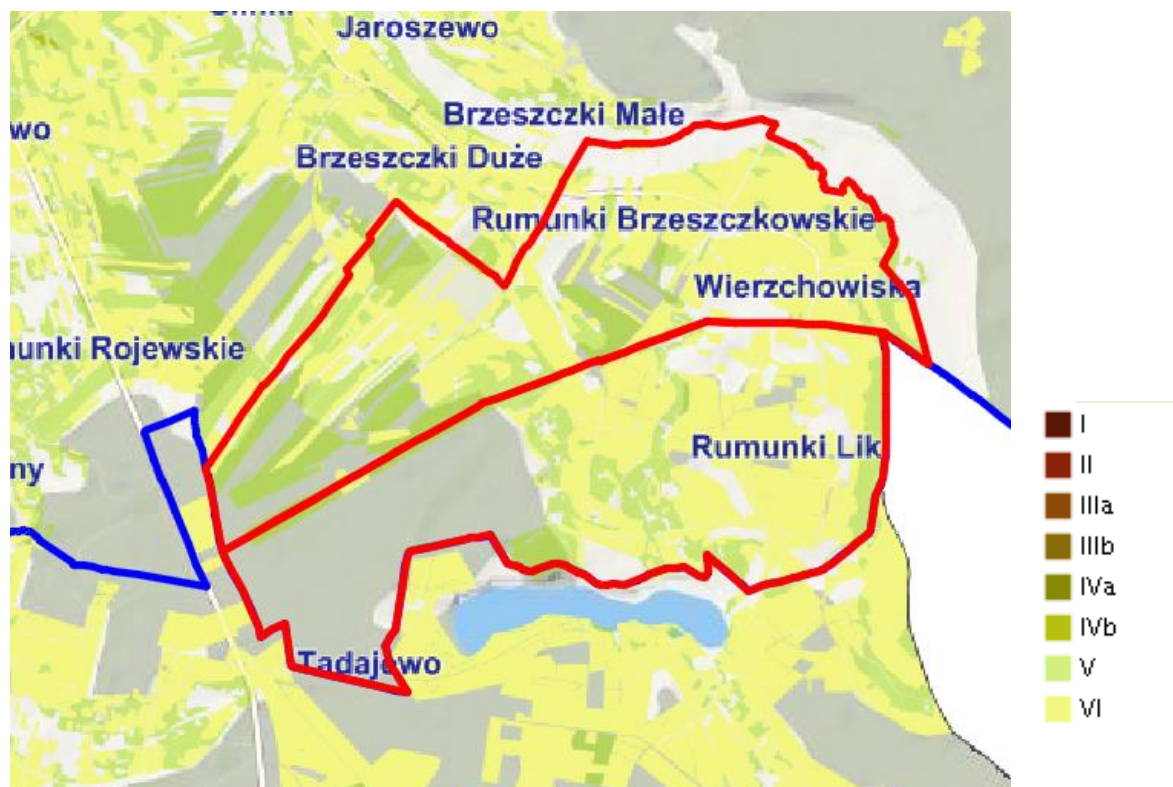 Jaroszewo
Brzeszczki Małe
wo
Brzeszczki Duże
Rumunki Brzeszczkowskie
Wierzchowiska
unki Rojewskie
Rumunki Lik
ny
Tadajewo
I
II
IIIa
IIIb
IVa
IVb
V
VI